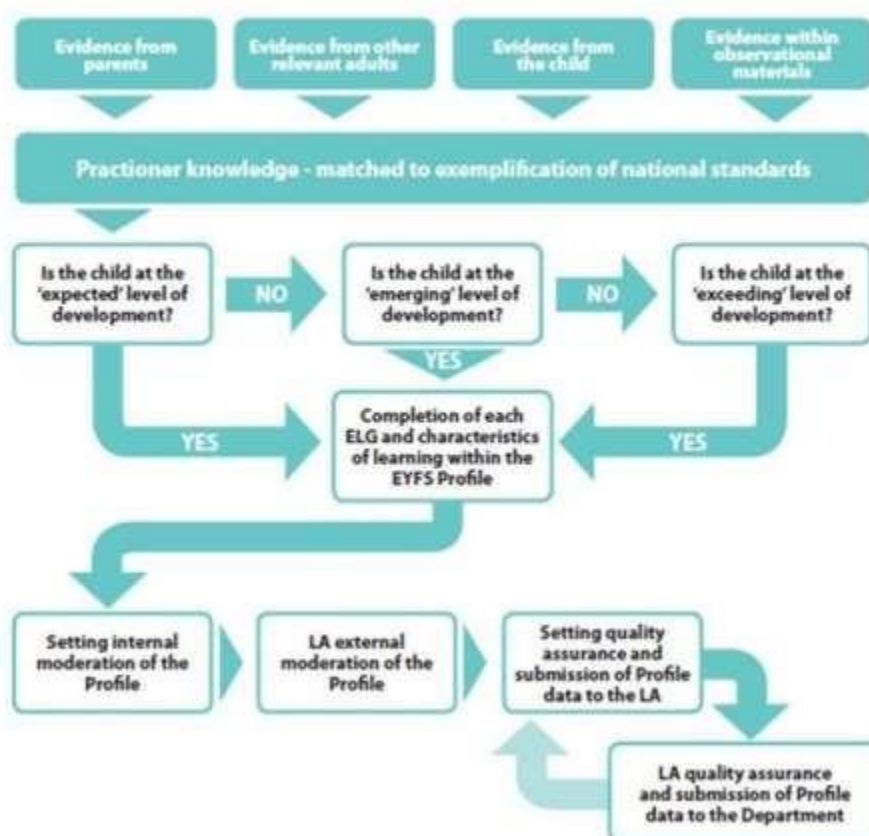 Evidence from
parents
Evidence from other
relevant adults
Evidence from
the child
Evidence within
observational
materials
Practioner knowledge - matched to exemplification of national standards
Is the child at the
'expected' level of
development?
NO
Is the child at the
'emerging' level of
development?
NO
Is the child at the
'exceeding' level of
development?
YES
YES
Completion of each
ELG and characteristics
of learning within the
EYFS Profile
YES
Setting internal
moderation of the
Profile
LA external
moderation of the
Profile
Setting quality
assurance and
submission of Profile
data to the LA
LA quality assurance
and submission of Profile
data to the Department